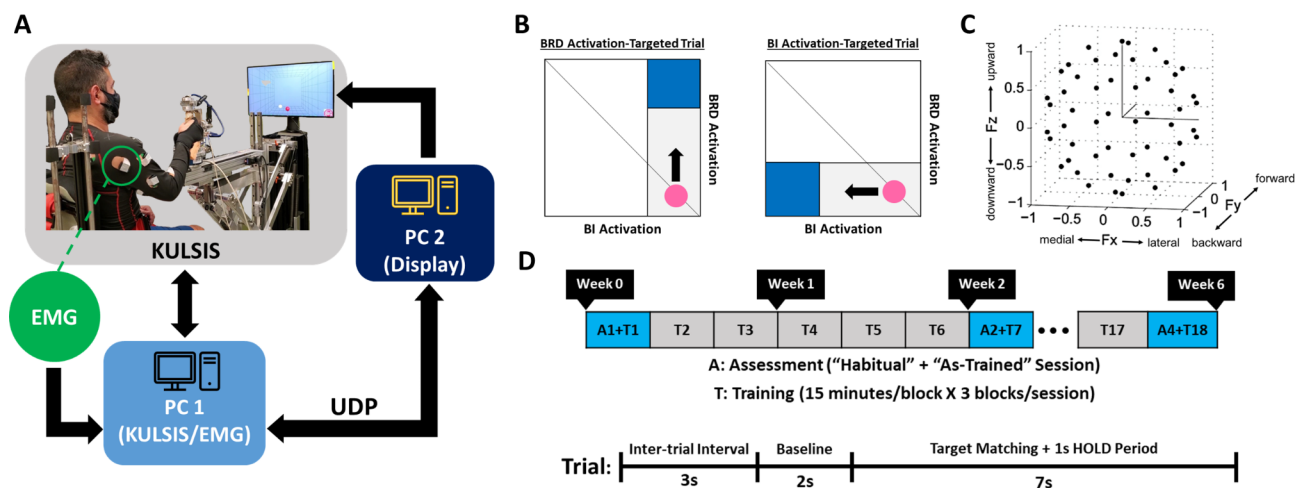 A
KULSIS
EMG
PC 1
(KULSIS/EMG)
UDP
PC 2
(Display)
B
BRD Activation-Targeted Trial
BRD Activation
BI Activation
BI Activation-Targeted Trial
BRD Activation
BI Activation
C
upward
Fz
downward
1
0.5
0
−0.5
−1
−1 −0.5 0 0.5 1
medial Fx lateral
1
0
−1
Fy
forward
backward
D
Week 0 Week 1 Week 2 Week 6
A1+T1 T2 T3 T4 T5 T6 A2+T7 ••• T17 A4+T18
A: Assessment (“Habitual” + “As-Trained” Session)
T: Training (15 minutes/block X 3 blocks/session)
Trial:
Inter-trial Interval Baseline Target Matching + 1s HOLD Period
3s 2s 7s